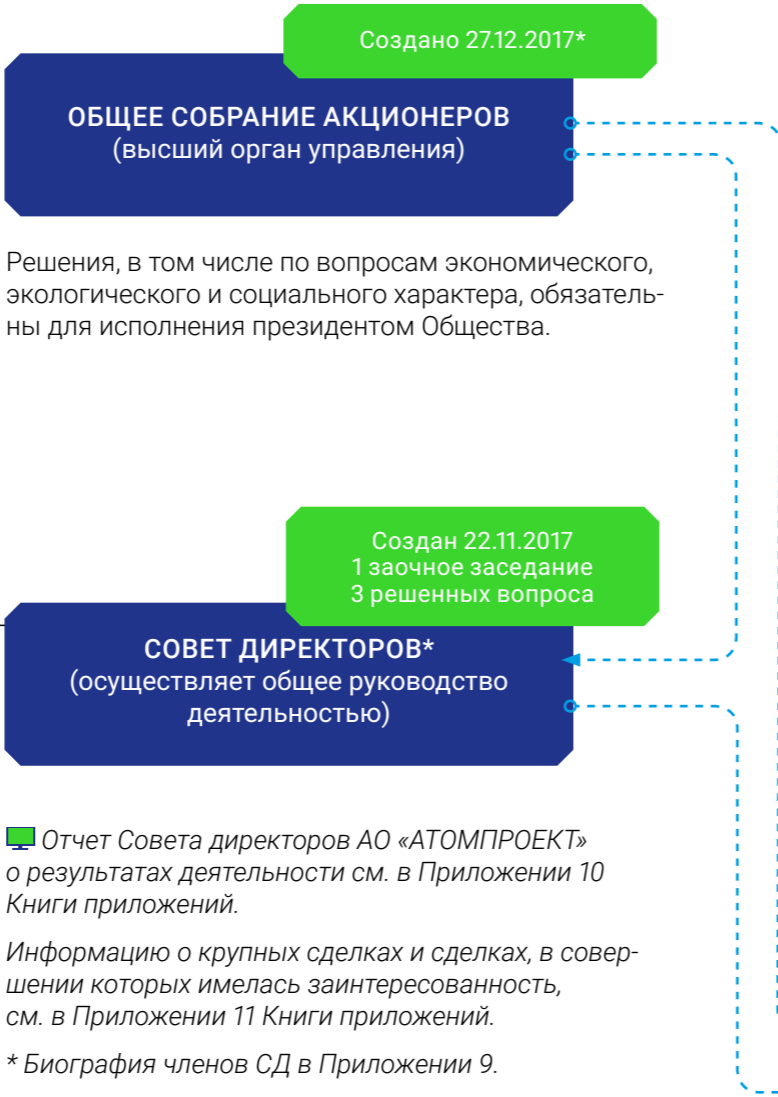 Создано 27.12.2017*
ОБЩЕЕ СОБРАНИЕ АКЦИОНЕРОВ
(высший орган управления)
Решения, в том числе по вопросам экономического,
экологического и социального характера, обязатель-
ны для исполнения президентом Общества.
Создан 22.11.2017
1 заочное заседание
3 решенных вопроса
СОВЕТ ДИРЕКТОРОВ*
(осуществляет общее руководство
деятельностью)
Отчет Совета директоров АО «АТОМПРОЕКТ»
о результатах деятельности см. в Приложении 10
Книги приложений.
Информацию о крупных сделках и сделках, в совер-
шении которых имелась заинтересованность,
см. в Приложении 11 Книги приложений.
* Биография членов СД в Приложении 9.